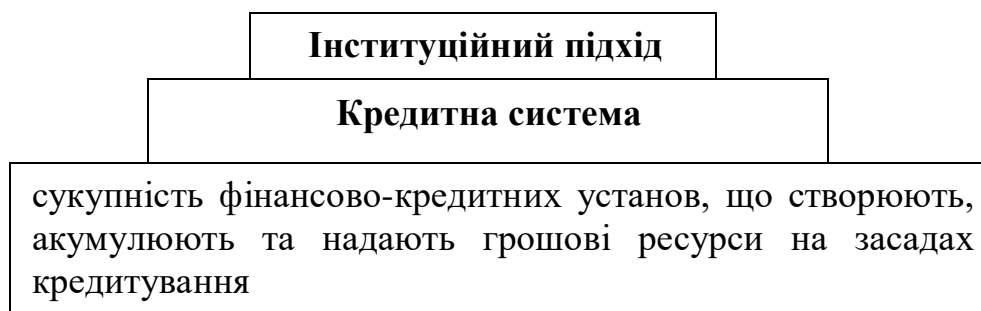 Інституційний підхід
Кредитна система
сукупність фінансово-кредитних установ, що створюють,
акумулюють та надають грошові ресурси на засадах
кредитування